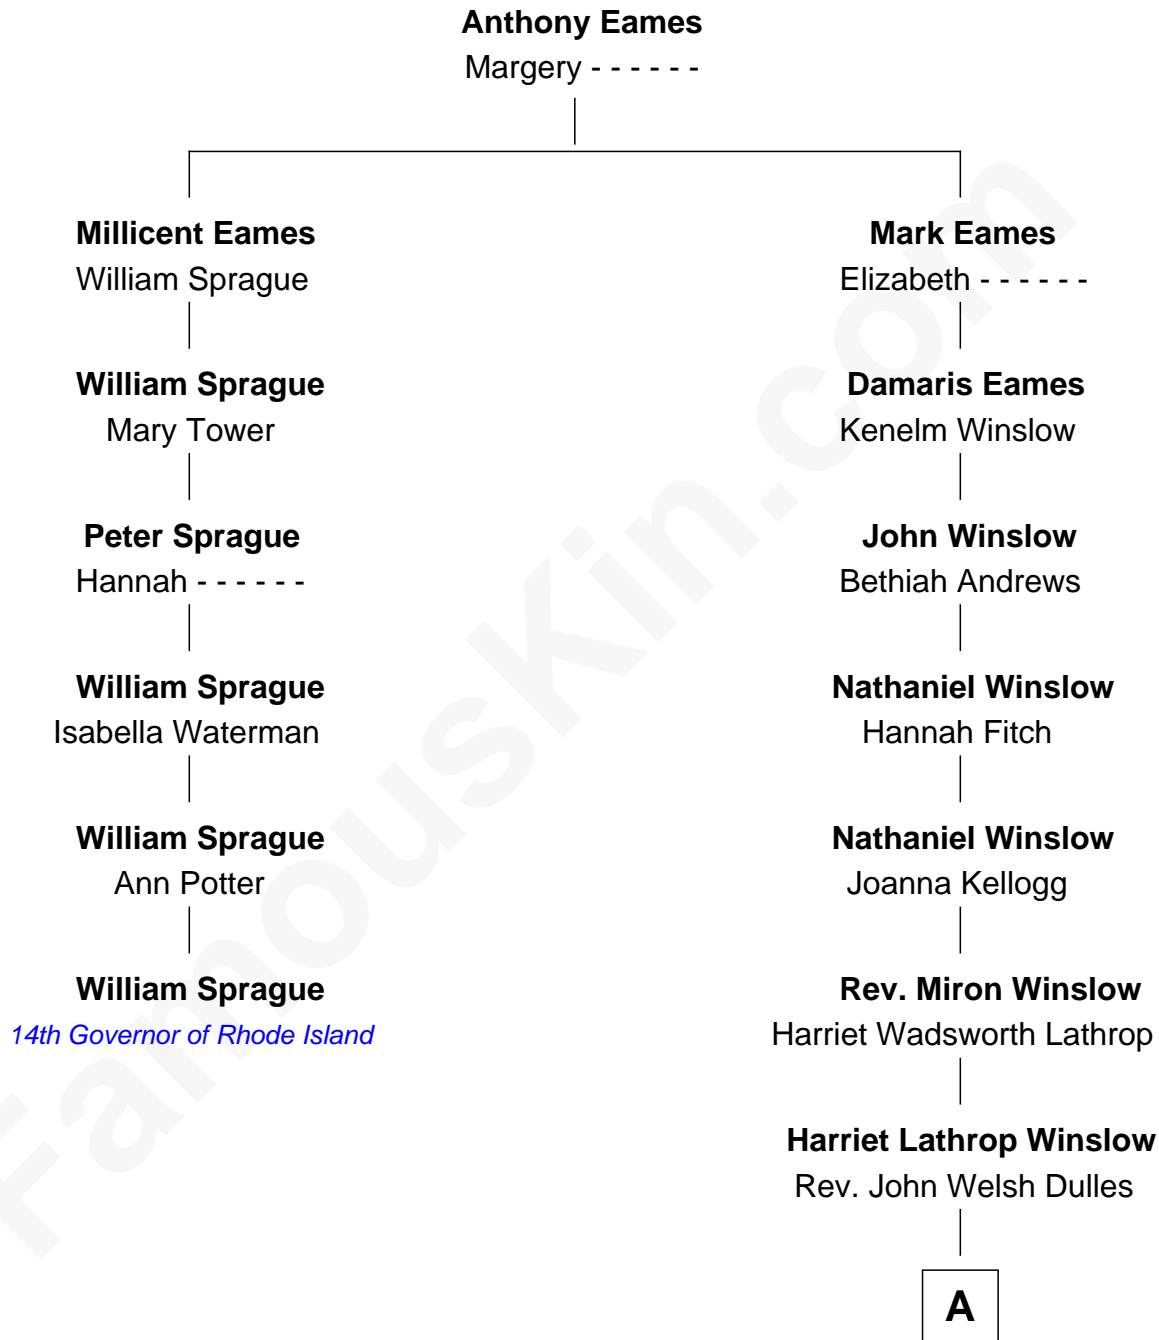 Anthony Eames
Margery - - - - - -
Millicent Eames
William Sprague
Mark Eames
Elizabeth - - - - - -
William Sprague
Mary Tower
Damaris Eames
Kenelm Winslow
Peter Sprague
Hannah - - - - - -
John Winslow
Bethiah Andrews
William Sprague
Isabella Waterman
Nathaniel Winslow
Hannah Fitch
William Sprague
Ann Potter
Nathaniel Winslow
Joanna Kellogg
William Sprague
14th Governor of Rhode Island
Rev. Miron Winslow
Harriet Wadsworth Lathrop
Harriet Lathrop Winslow
Rev. John Welsh Dulles
A
FamousKin.com